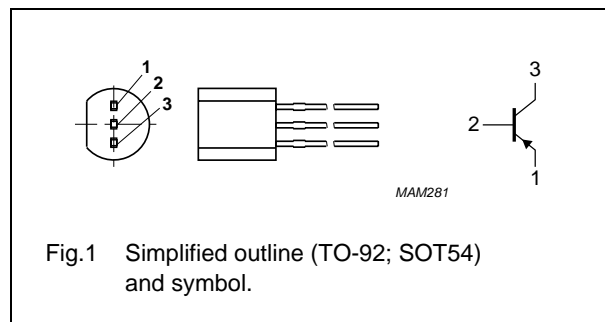 1
2
3
3
2
1
MAM281
Fig.1 Simplified outline (TO-92; SOT54)
and symbol.